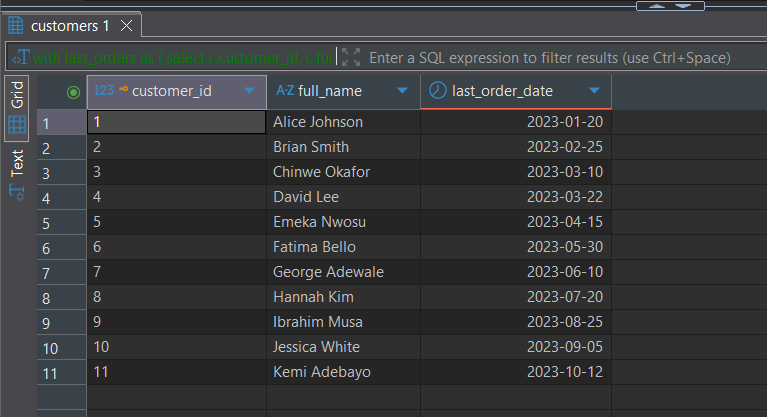 customers 1
with last_orders as ( select c.customer_id, c.ful
Enter a SQL expression to filter results (use Ctrl+Space)
Grid
Text
123 customer_id A-Z full_name last_order_date
1 1 Alice Johnson 2023-01-20
2 2 Brian Smith 2023-02-25
3 3 Chinwe Okafor 2023-03-10
4 4 David Lee 2023-03-22
5 5 Emeka Nwosu 2023-04-15
6 6 Fatima Bello 2023-05-30
7 7 George Adewale 2023-06-10
8 8 Hannah Kim 2023-07-20
9 9 Ibrahim Musa 2023-08-25
10 10 Jessica White 2023-09-05
11 11 Kemi Adebayo 2023-10-12